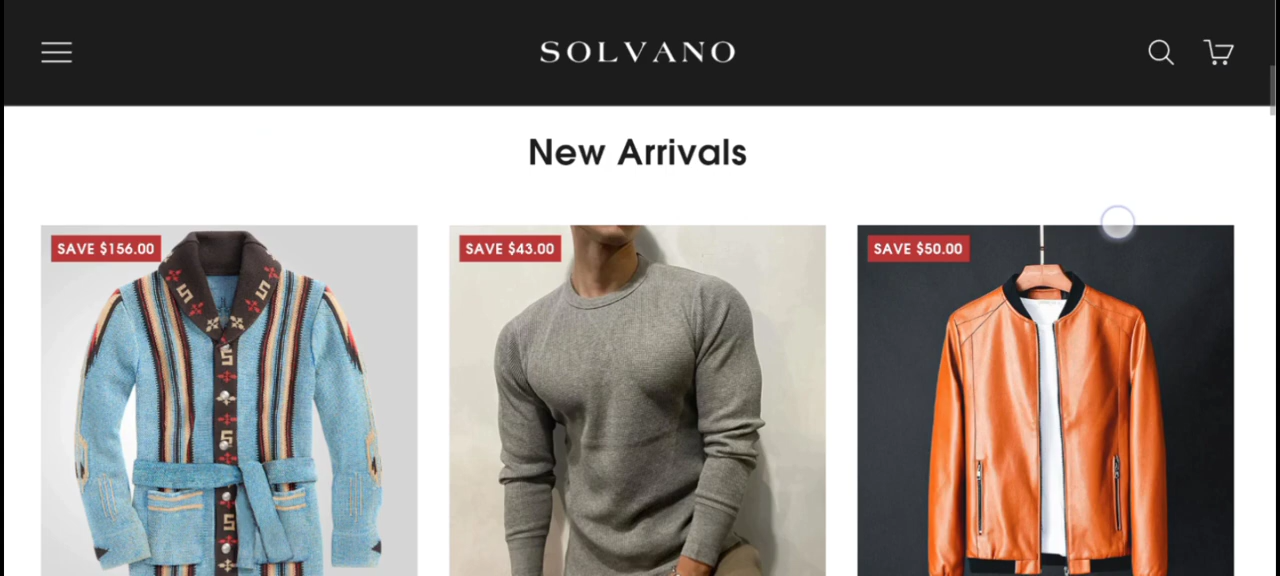 SOLVANO
New Arrivals
SAVE $156.00
SAVE $43.00
SAVE $50.00